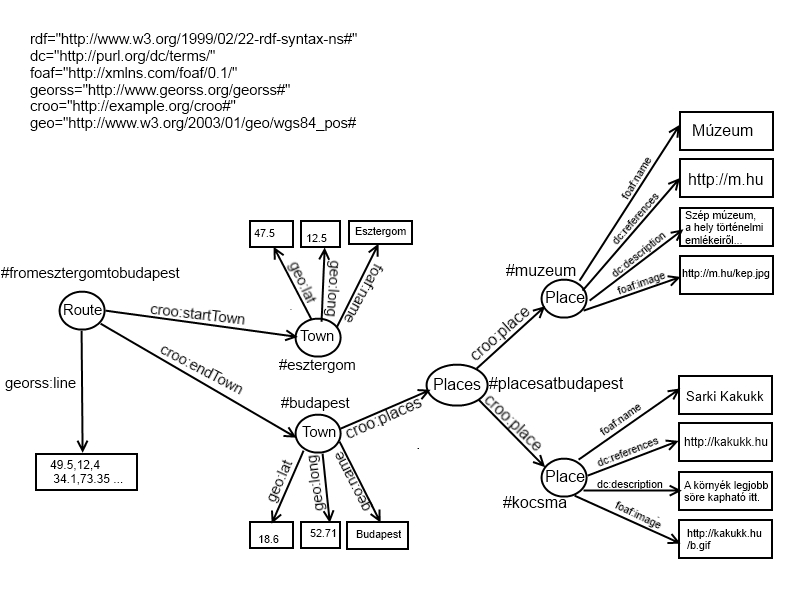 rdf="http://www.w3.org/1999/02/22-rdf-syntax-ns#"
dc="http://purl.org/dc/terms/"
foaf="http://xmlns.com/foaf/0.1/"
georss="http://www.georss.org/georss#"
croo="http://example.org/croo#"
geo="http://www.w3.org/2003/01/geo/wgs84_pos#
#fromesztergomtobudapest
Route
georss:line
49.5,12,4
34.1,73.35 ...
croo:startTown
croo:endTown
47.5
12.5
Esztergom
geo:lat
geo:long
foaf:name
Town
#esztergom
#budapest
Town
geo:lat
geo:long
geo:name
18.6
52.71
Budapest
croo:places
Places
#placesatbudapest
croo:place
croo:place
#muzeum
Place
foaf:name
dc:references
dc:description
foaf:image
Múzeum
http://m.hu
Szép múzeum,
a hely történelmi
emlékeiről...
http://m.hu/kep.jpg
Place
#kocsma
foaf:name
dc:references
dc:description
foaf:image
Sarki Kakukk
http://kakukk.hu
A környék legjobb
söre kapható itt.
http://kakukk.hu
/b.gif